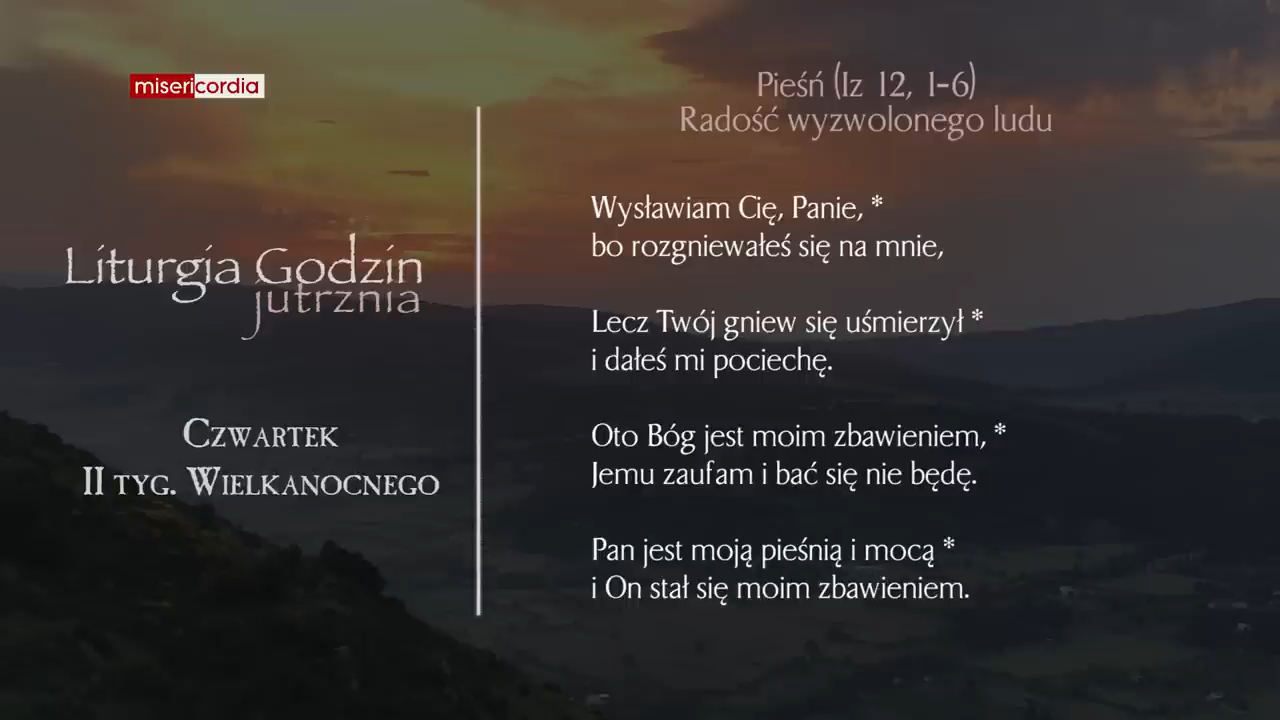 misericordia
Liturgia Godzin
jutrznia
Czwartek
II tyg. Wielkanocnego
Pieśń (Iz 12, 1-6)
Radość wyzwolonego ludu
Wysławiam Cię, Panie, *
bo rozgniewałeś się na mnie,
Lecz Twój gniew się uśmierzył *
i dałeś mi pociechę.
Oto Bóg jest moim zbawieniem, *
Jemu zaufam i bać się nie będę.
Pan jest moją pieśnią i mocą *
i On stał się moim zbawieniem.